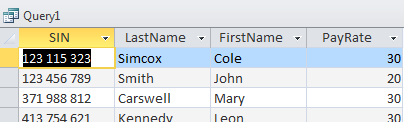 Query1
SIN LastName FirstName PayRate
123 115 323 Simcox Cole 30
123 456 789 Smith John 20
371 988 812 Carswell Mary 30
413 754 621 Kennedy Leon 30